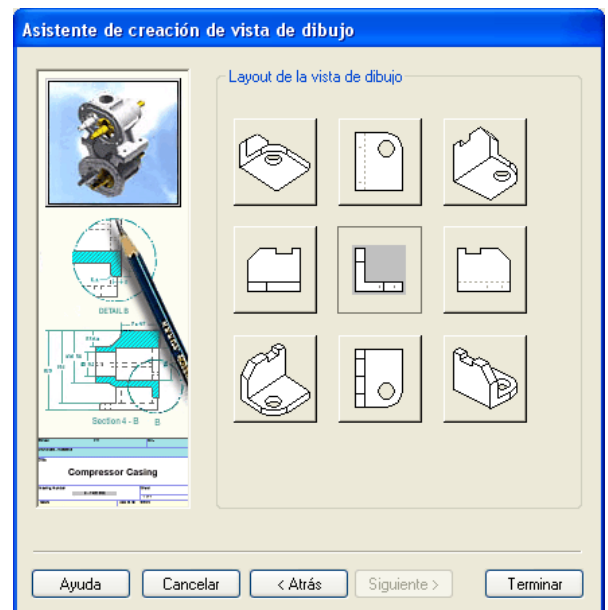 Asistente de creación de vista de dibujo
Layout de la vista de dibujo
DETAIL B
Section 4 - B
B
Compressor Casing
Ayuda
Cancelar
< Atrás
Siguiente >
Terminar